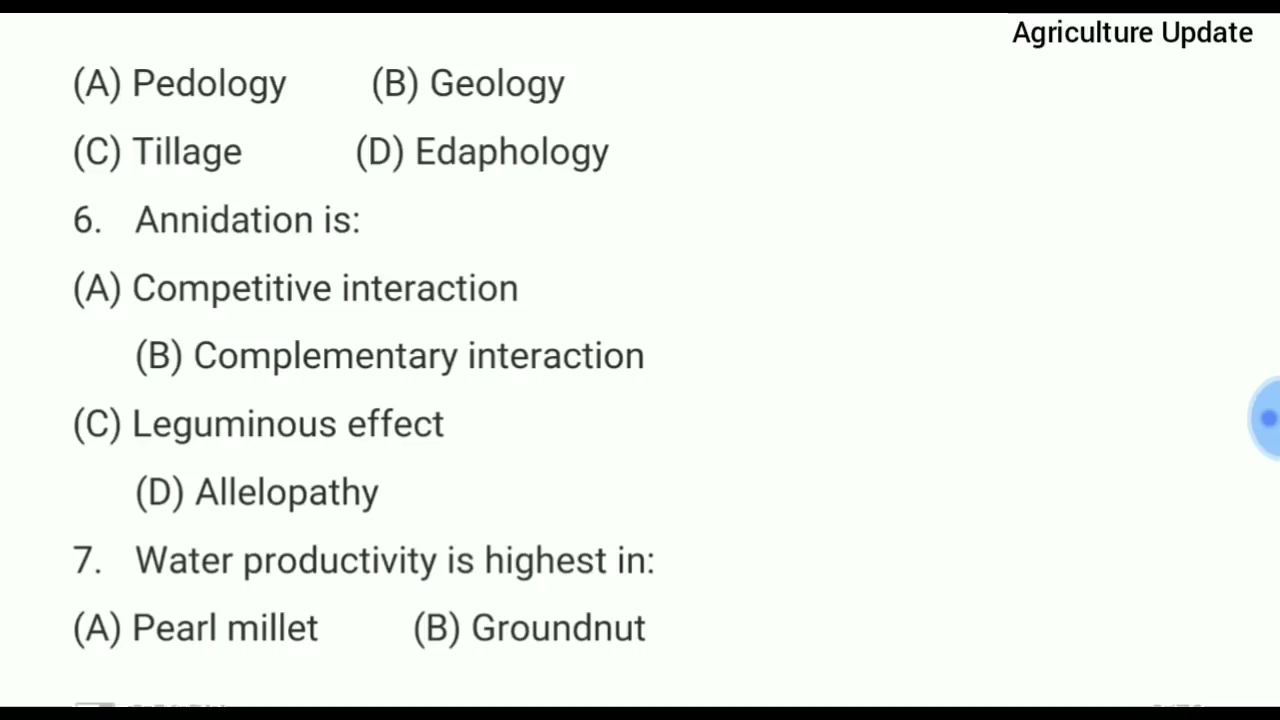 Agriculture Update
(A) Pedology (B) Geology
(C) Tillage (D) Edaphology
6. Annidation is:
(A) Competitive interaction
(B) Complementary interaction
(C) Leguminous effect
(D) Allelopathy
7. Water productivity is highest in:
(A) Pearl millet (B) Groundnut